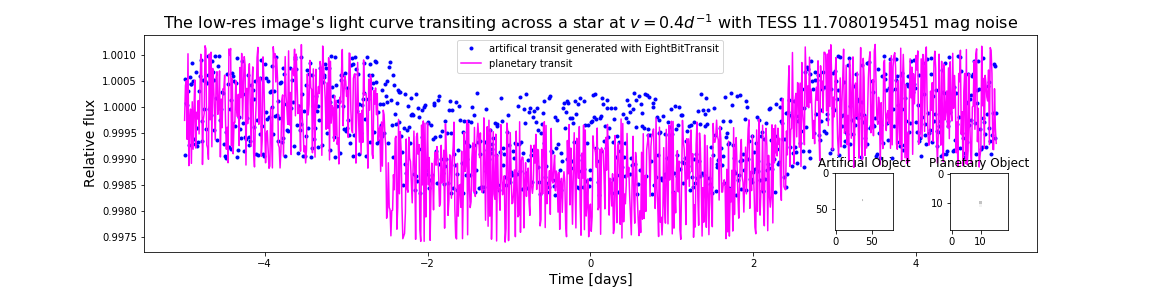 The low-res image's light curve transiting across a star at v = 0.4d⁻¹ with TESS 11.7080195451 mag noise
artifical transit generated with EightBitTransit
planetary transit
Relative flux
1.0010
1.0005
1.0000
0.9995
0.9990
0.9985
0.9980
0.9975
Artificial Object
0
50
0 50
Planetary Object
0
10
0 10
−4 −2 0 2 4
Time [days]